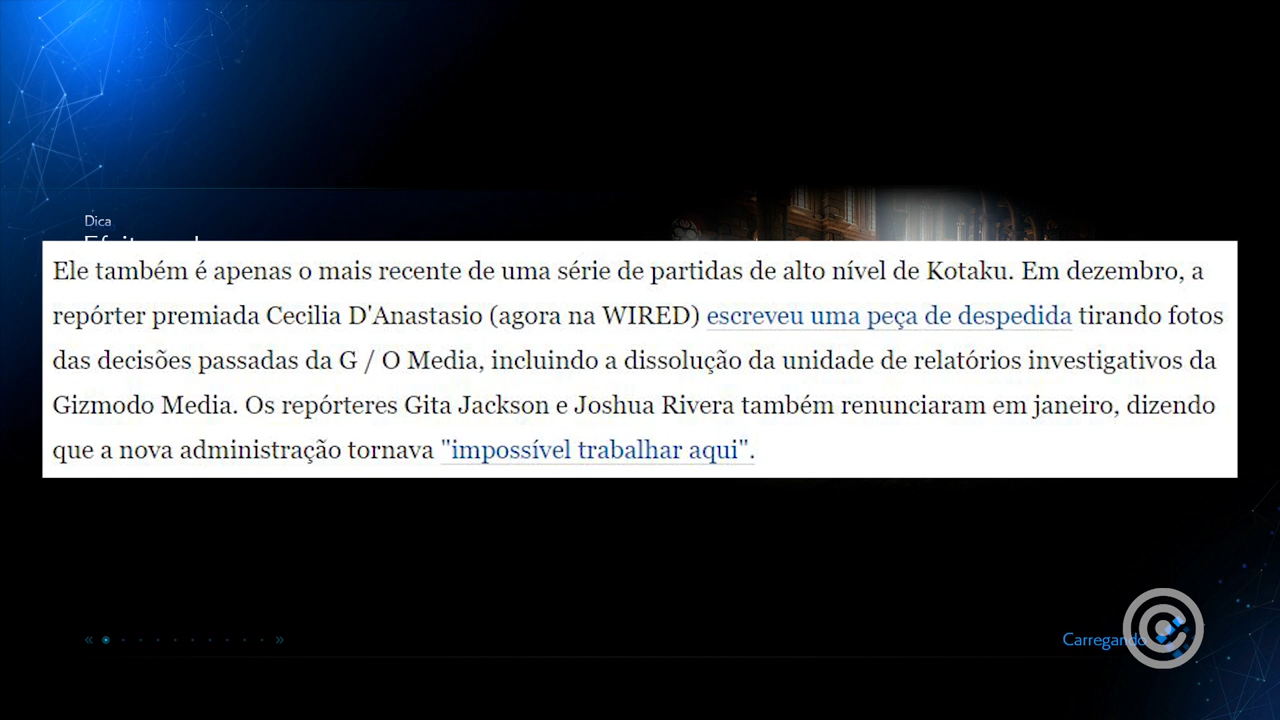 Dica
Ele também é apenas o mais recente de uma série de partidas de alto nível de Kotaku. Em dezembro, a
repórter premiada Cecilia D'Anastasio (agora na WIRED) escreveu uma peça de despedida tirando fotos
das decisões passadas da G / O Media, incluindo a dissolução da unidade de relatórios investigativos da
Gizmodo Media. Os repórteres Gita Jackson e Joshua Rivera também renunciaram em janeiro, dizendo
que a nova administração tornava "impossível trabalhar aqui".
Carregando